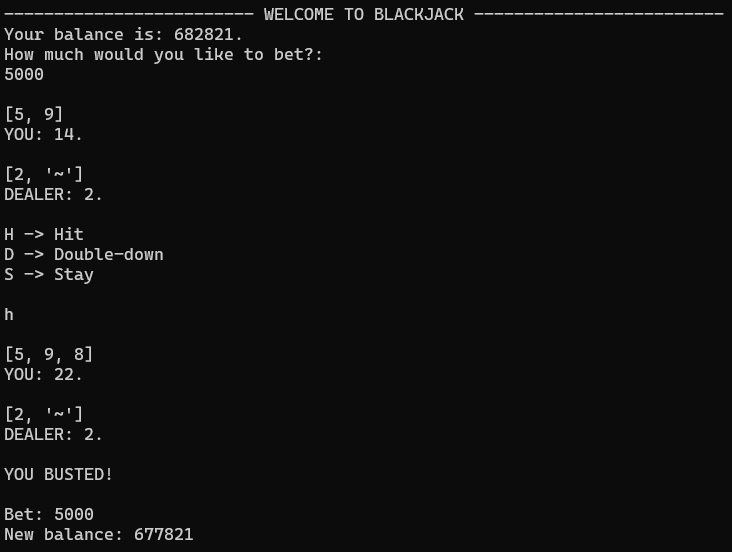 ------------------------- WELCOME TO BLACKJACK -------------------------
Your balance is: 682821.
How much would you like to bet?:
5000
[5, 9]
YOU: 14.
[2, '~']
DEALER: 2.
H -> Hit
D -> Double-down
S -> Stay
h
[5, 9, 8]
YOU: 22.
[2, '~']
DEALER: 2.
YOU BUSTED!
Bet: 5000
New balance: 677821